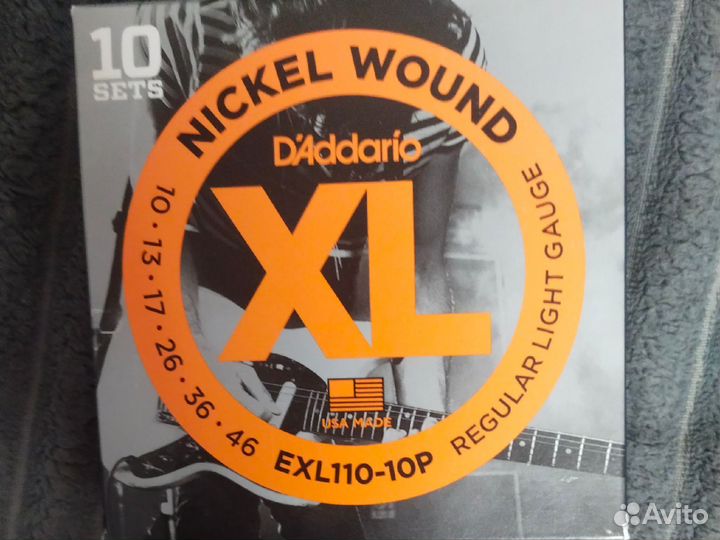 10
SETS
NICKEL WOUND
D'Addario
XL
10 · 13 · 17 · 26 · 36 · 46
REGULAR LIGHT GAUGE
USA MADE
EXL110-10P
Avito